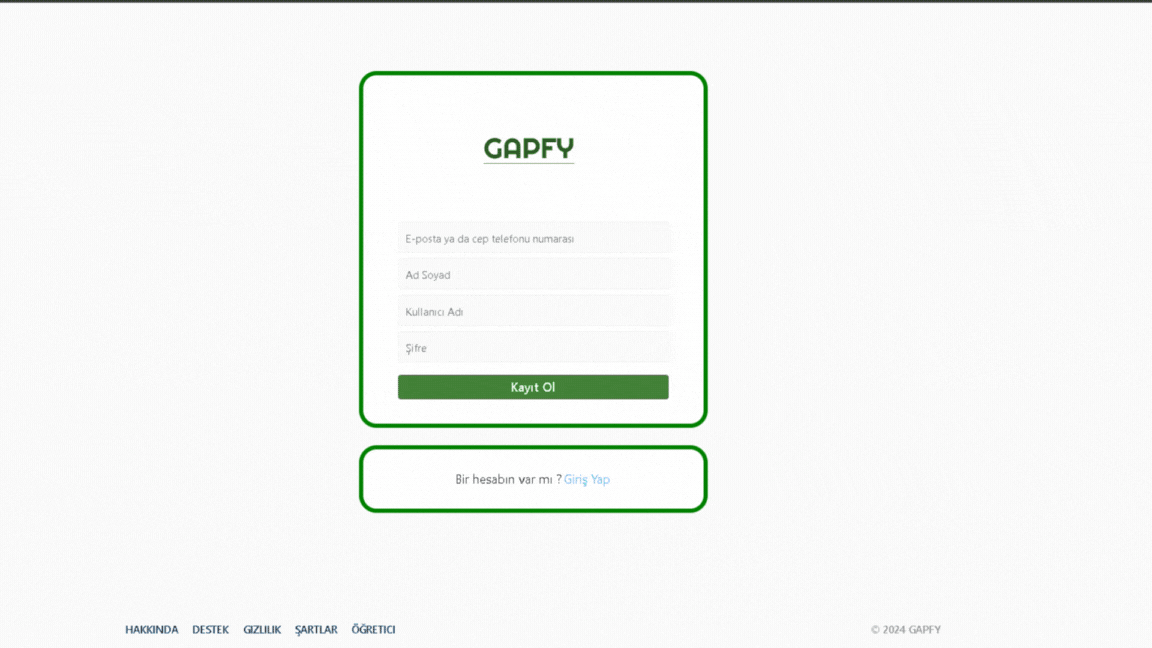 GAPFY
E-posta ya da cep telefonu numarası
Ad Soyad
Kullanıcı Adı
Şifre
Kayıt Ol
Bir hesabın var mı ? Giriş Yap
HAKKINDA DESTEK GIZLILIK ŞARTLAR ÖĞRETICI © 2024 GAPFY